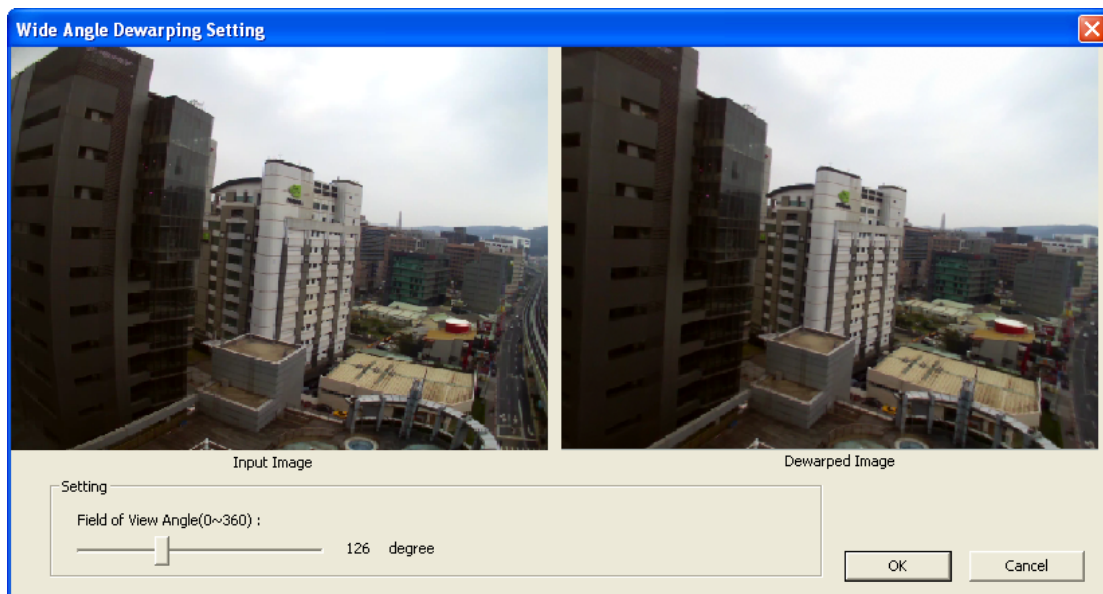 Wide Angle Dewarping Setting
Input Image
Dewarped Image
Setting
Field of View Angle(0~360) :
126 degree
OK
Cancel